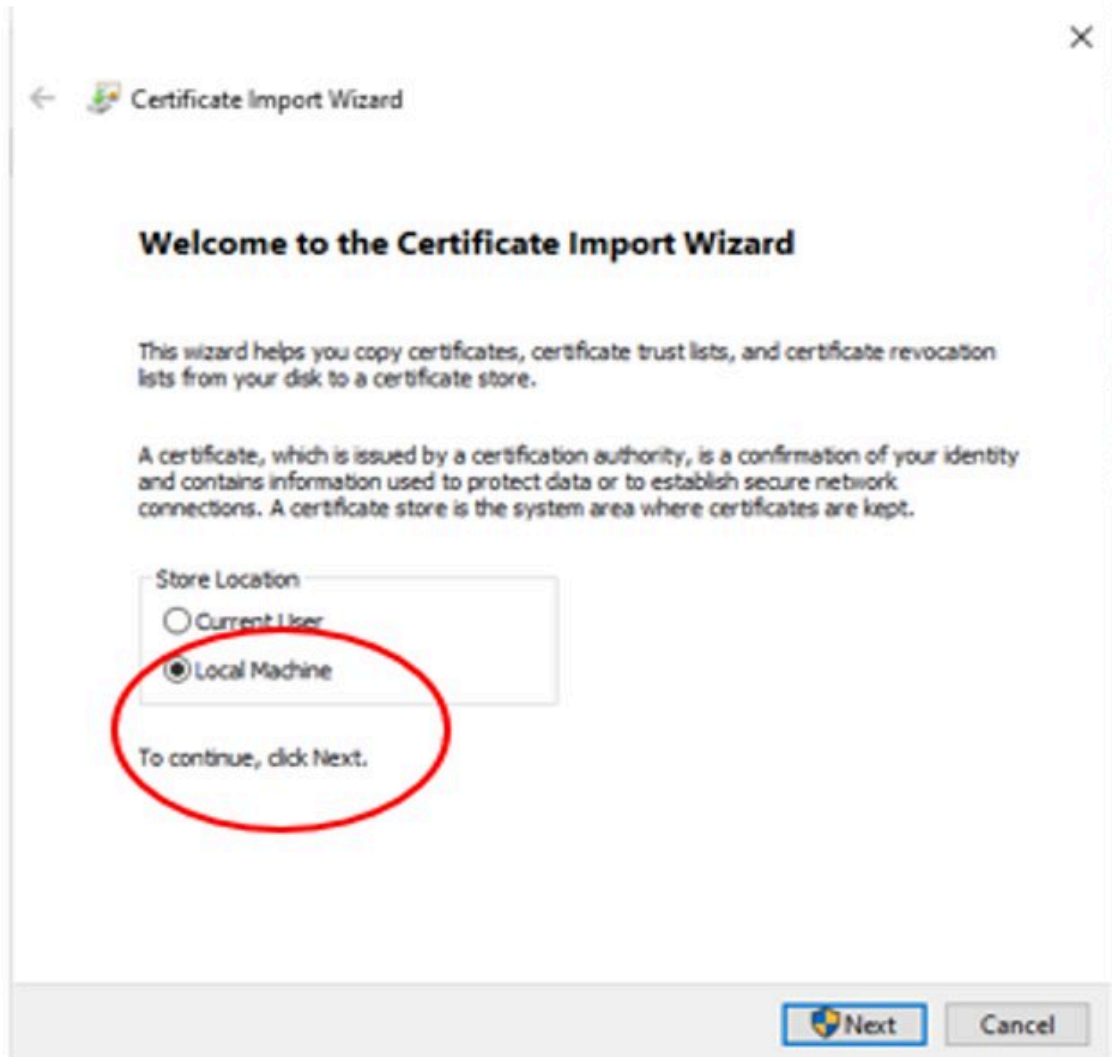 Certificate Import Wizard
Welcome to the Certificate Import Wizard
This wizard helps you copy certificates, certificate trust lists, and certificate revocation
lists from your disk to a certificate store.
A certificate, which is issued by a certification authority, is a confirmation of your identity
and contains information used to protect data or to establish secure network
connections. A certificate store is the system area where certificates are kept.
Store Location
Current User
Local Machine
To continue, click Next.
Next
Cancel